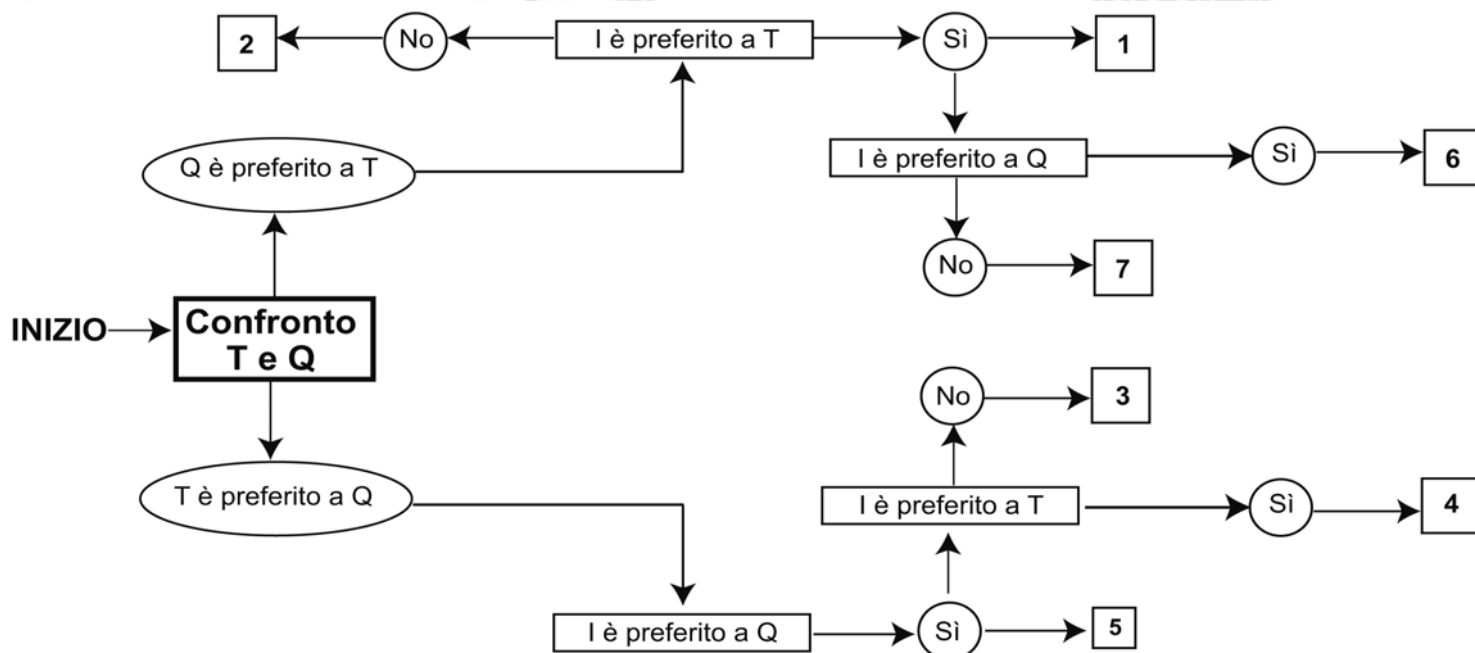 2
No
I è preferito a T
Sì
1
Q è preferito a T
I è preferito a Q
Sì
6
No
7
INIZIO
Confronto
T e Q
No
3
T è preferito a Q
I è preferito a T
Sì
4
I è preferito a Q
Sì
5